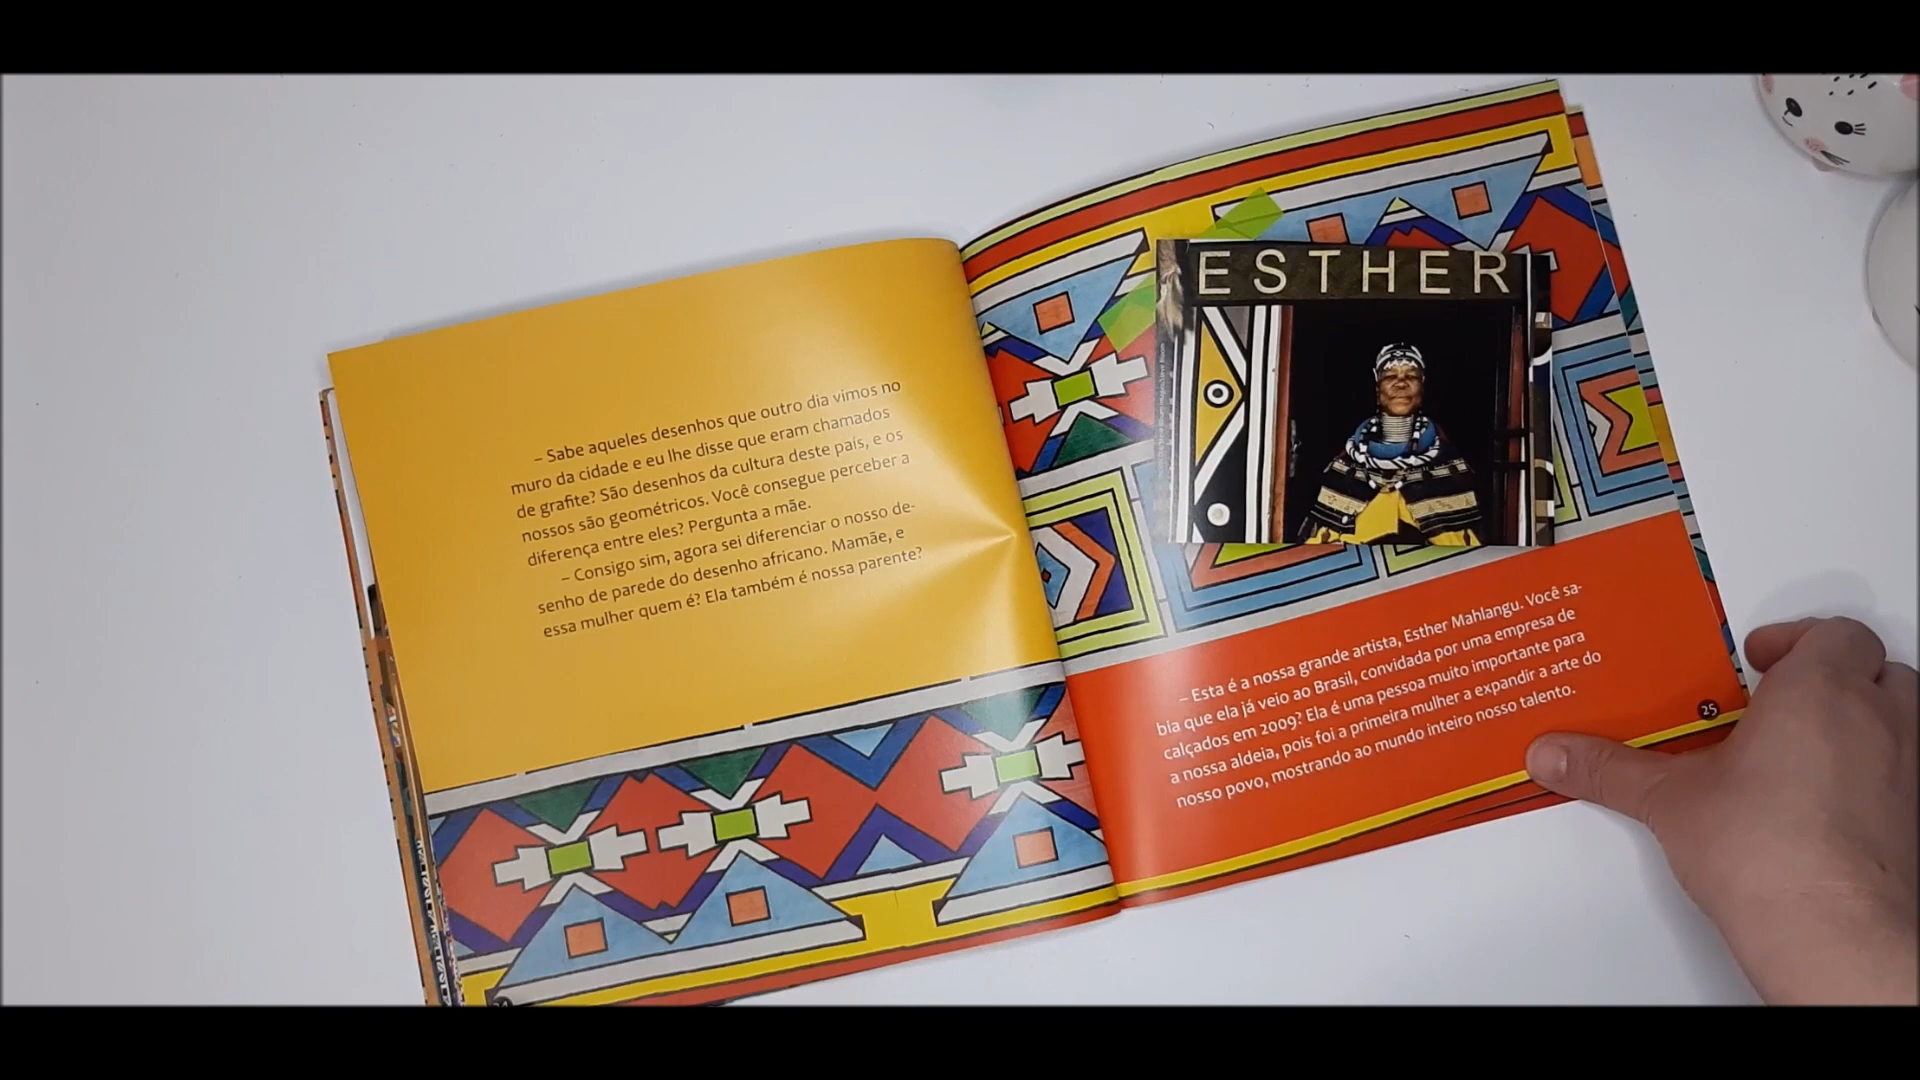 – Sabe aqueles desenhos que outro dia vimos no
muro da cidade e eu lhe disse que eram chamados
de grafite? São desenhos da cultura deste país, e os
nossos são geométricos. Você consegue perceber a
diferença entre eles? Pergunta a mãe.
– Consigo sim, agora sei diferenciar o nosso de-
senho de parede do desenho africano. Mamãe, e
essa mulher quem é? Ela também é nossa parente?
ESTHER
– Esta é a nossa grande artista, Esther Mahlangu. Você sa-
bia que ela já veio ao Brasil, convidada por uma empresa de
calçados em 2009? Ela é uma pessoa muito importante para
a nossa aldeia, pois foi a primeira mulher a expandir a arte do
nosso povo, mostrando ao mundo inteiro nosso talento.
25